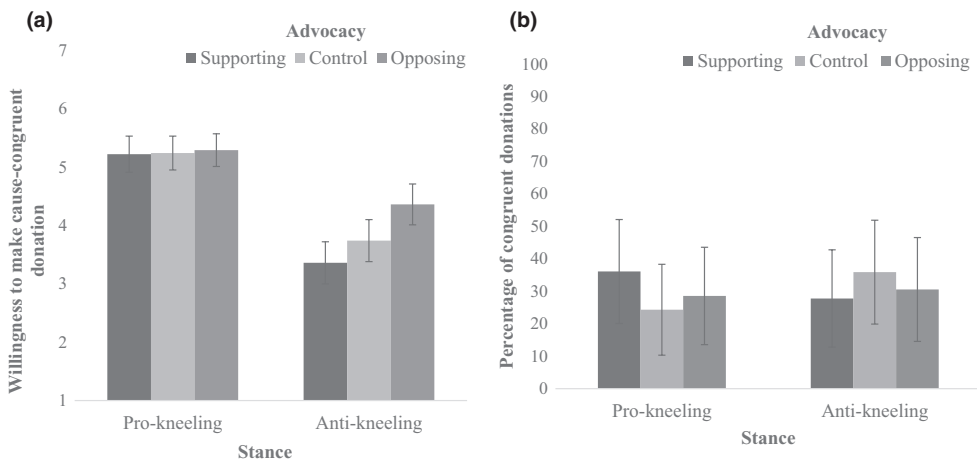 (a)
Advocacy
Supporting Control Opposing
7
6
5
4
3
2
1
Willingness to make cause-congruent
donation
Pro-kneeling Anti-kneeling
Stance
(b)
Advocacy
Supporting Control Opposing
100
90
80
70
60
50
40
30
20
10
0
Percentage of congruent donations
Pro-kneeling Anti-kneeling
Stance